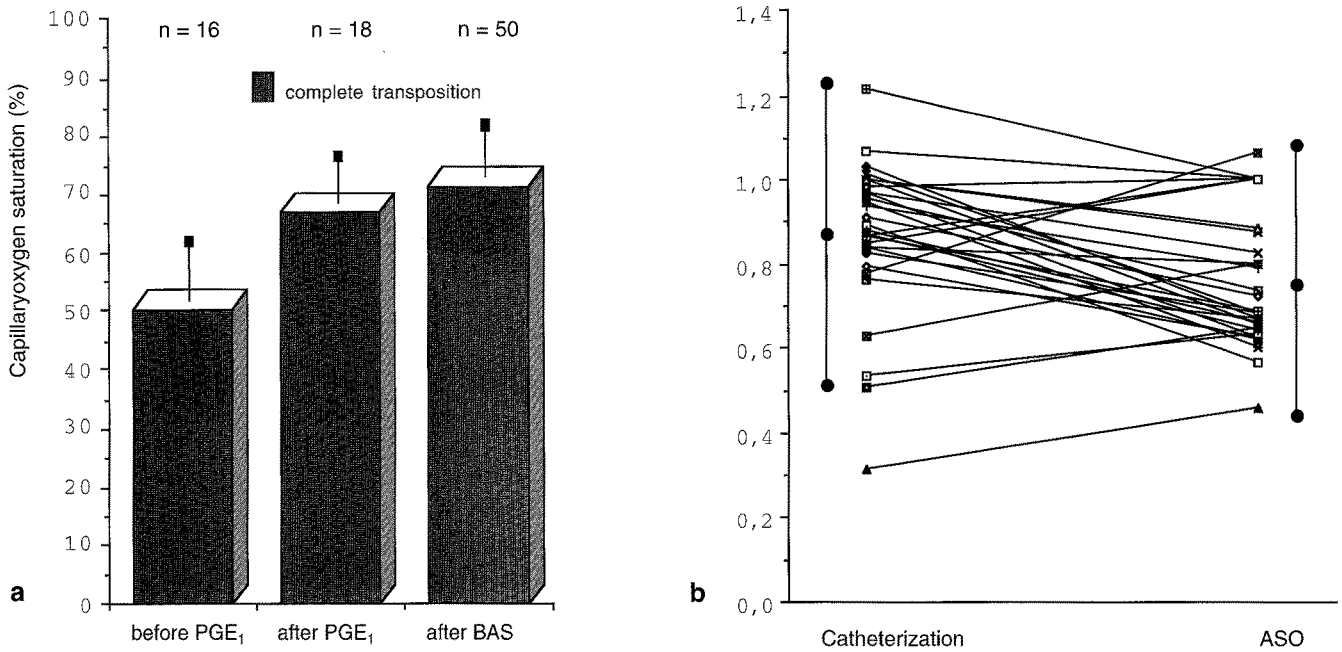 Capillaryoxygen saturation (%)
100
90
80
70
60
50
40
30
20
10
0
n = 16
n = 18
n = 50
complete transposition
before PGE₁
after PGE₁
after BAS
a
1,4
1,2
1,0
0,8
0,6
0,4
0,2
0,0
Catheterization
ASO
b